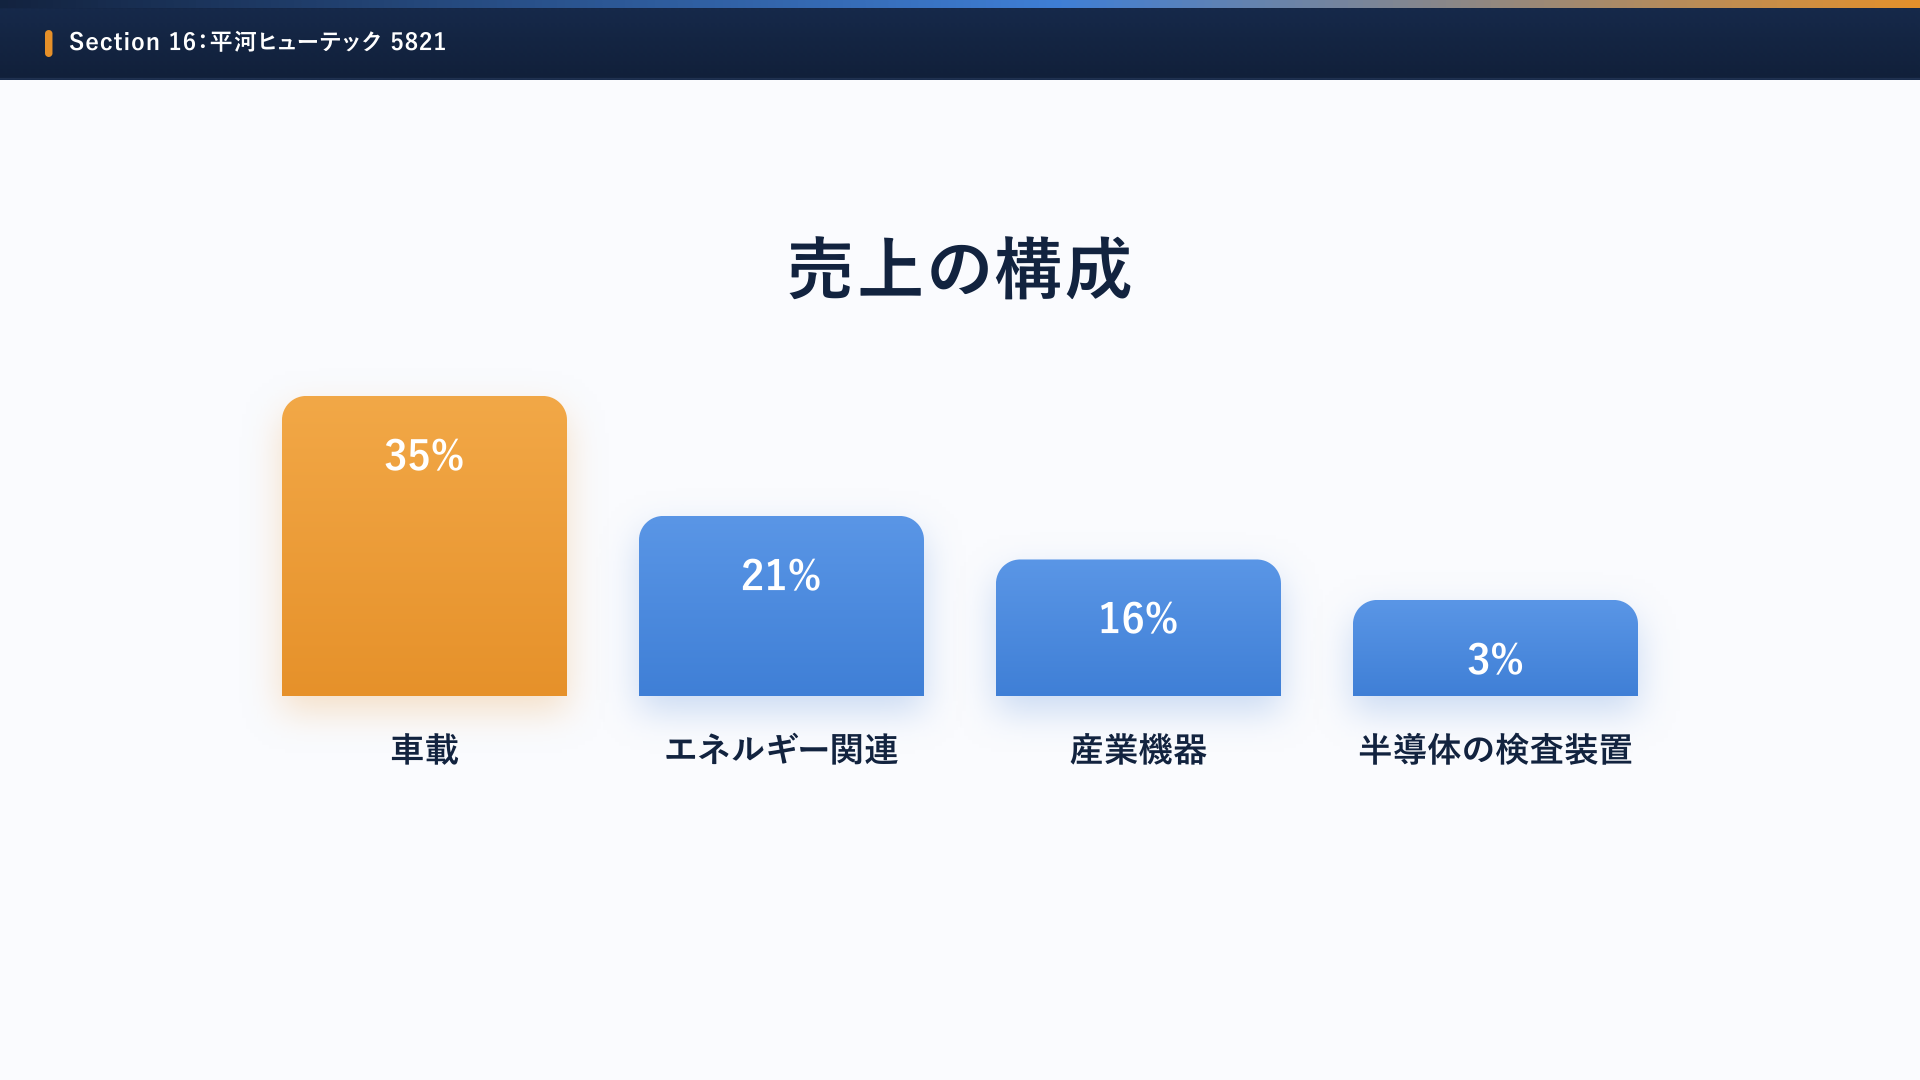 Section 16：平河ヒューテック 5821
売上の構成
35%
21%
16%
3%
車載
エネルギー関連
産業機器
半導体の検査装置